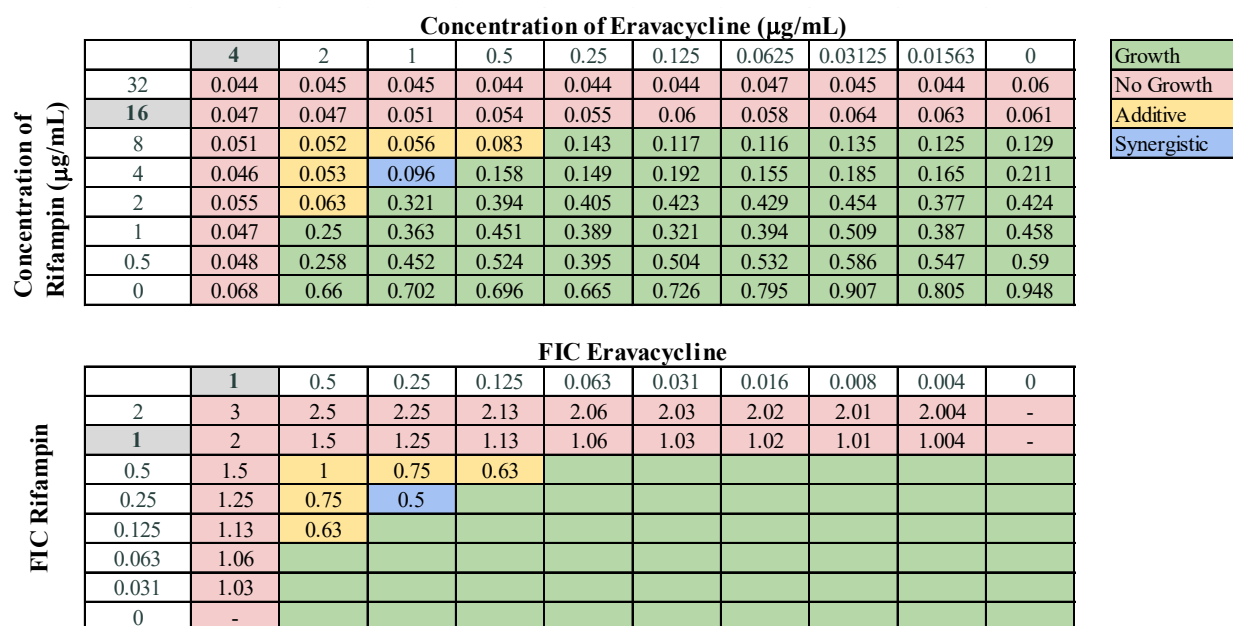 Concentration of Eravacycline (µg/mL)
4 2 1 0.5 0.25 0.125 0.0625 0.03125 0.01563 0
32 0.044 0.045 0.045 0.044 0.044 0.044 0.047 0.045 0.044 0.06
16 0.047 0.047 0.051 0.054 0.055 0.06 0.058 0.064 0.063 0.061
8 0.051 0.052 0.056 0.083 0.143 0.117 0.116 0.135 0.125 0.129
4 0.046 0.053 0.096 0.158 0.149 0.192 0.155 0.185 0.165 0.211
2 0.055 0.063 0.321 0.394 0.405 0.423 0.429 0.454 0.377 0.424
1 0.047 0.25 0.363 0.451 0.389 0.321 0.394 0.509 0.387 0.458
0.5 0.048 0.258 0.452 0.524 0.395 0.504 0.532 0.586 0.547 0.59
0 0.068 0.66 0.702 0.696 0.665 0.726 0.795 0.907 0.805 0.948
Concentration of
Rifampin (µg/mL)
Growth
No Growth
Additive
Synergistic
FIC Eravacycline
1 0.5 0.25 0.125 0.063 0.031 0.016 0.008 0.004 0
2 3 2.5 2.25 2.13 2.06 2.03 2.02 2.01 2.004 -
1 2 1.5 1.25 1.13 1.06 1.03 1.02 1.01 1.004 -
0.5 1.5 1 0.75 0.63
0.25 1.25 0.75 0.5
0.125 1.13 0.63
0.063 1.06
0.031 1.03
0 -
FIC Rifampin